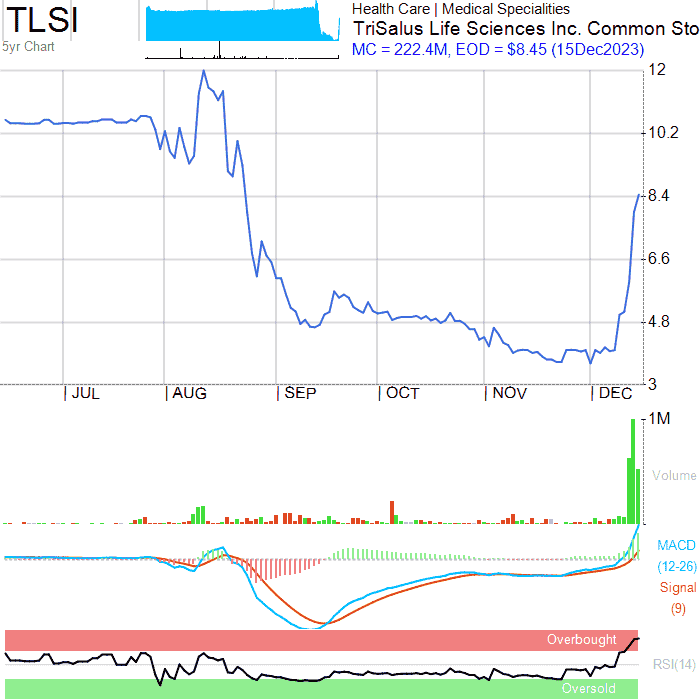 TLSI
5yr Chart
Health Care | Medical Specialities
TriSalus Life Sciences Inc. Common Sto
MC = 222.4M, EOD = $8.45 (15Dec2023)
12
10.2
8.4
6.6
4.8
3
JUL
AUG
SEP
OCT
NOV
DEC
1M
Volume
MACD
(12-26)
Signal
(9)
Overbought
RSI(14)
Oversold